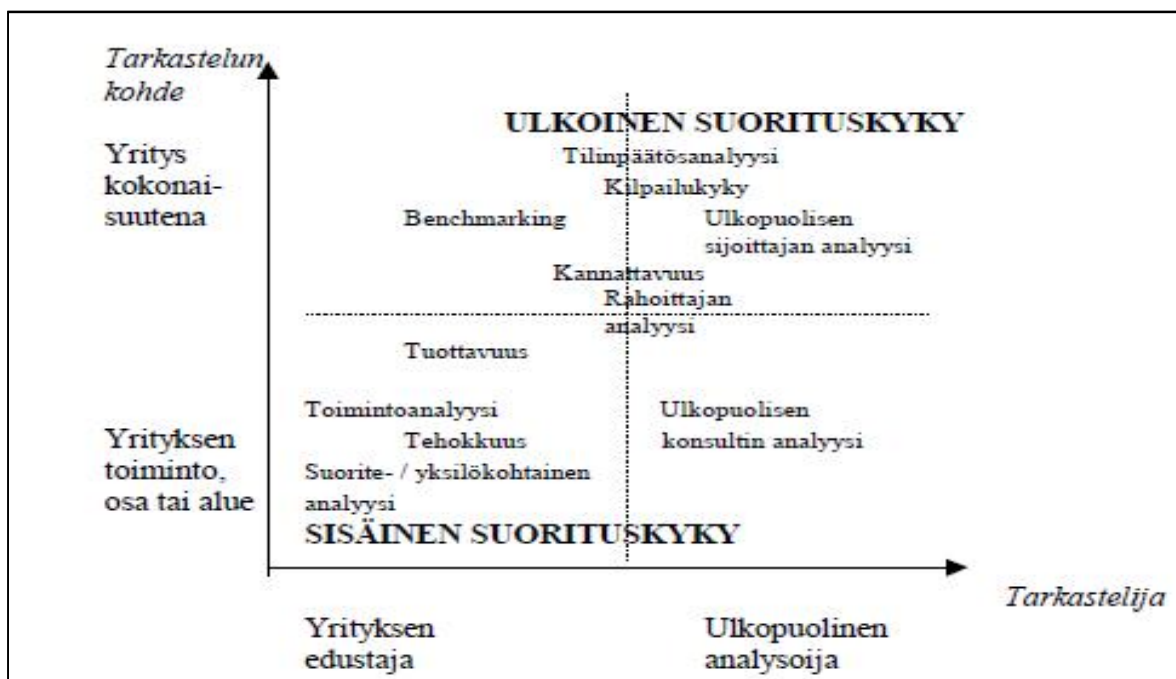 Tarkastelun
kohde
ULKOINEN SUORITUSKYKY
Yritys
kokonai-
suutena
Tilinpäätösanalyysi
Kilpailukyky
Benchmarking
Ulkopuolisen
sijoittajan analyysi
Kannattavuus
Rahoittajan
analyysi
Tuottavuus
Yrityksen
toiminto,
osa tai alue
Toimintoanalyysi
Tehokkuus
Suorite- / yksilökohtainen
analyysi
Ulkopuolisen
konsultin analyysi
SISÄINEN SUORITUSKYKY
Tarkastelija
Yrityksen
edustaja
Ulkopuolinen
analysoija